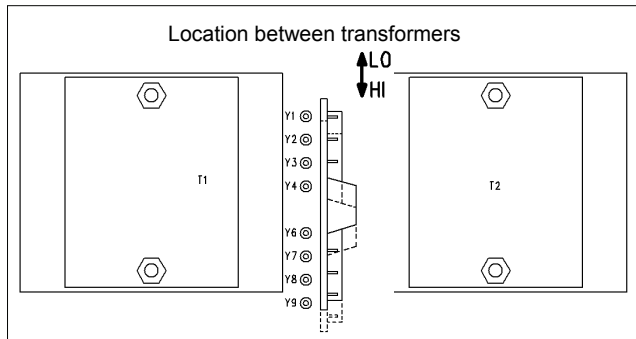 Location between transformers
LO
HI
Y1
Y2
Y3
T1
Y4
T2
Y6
Y7
Y8
Y9